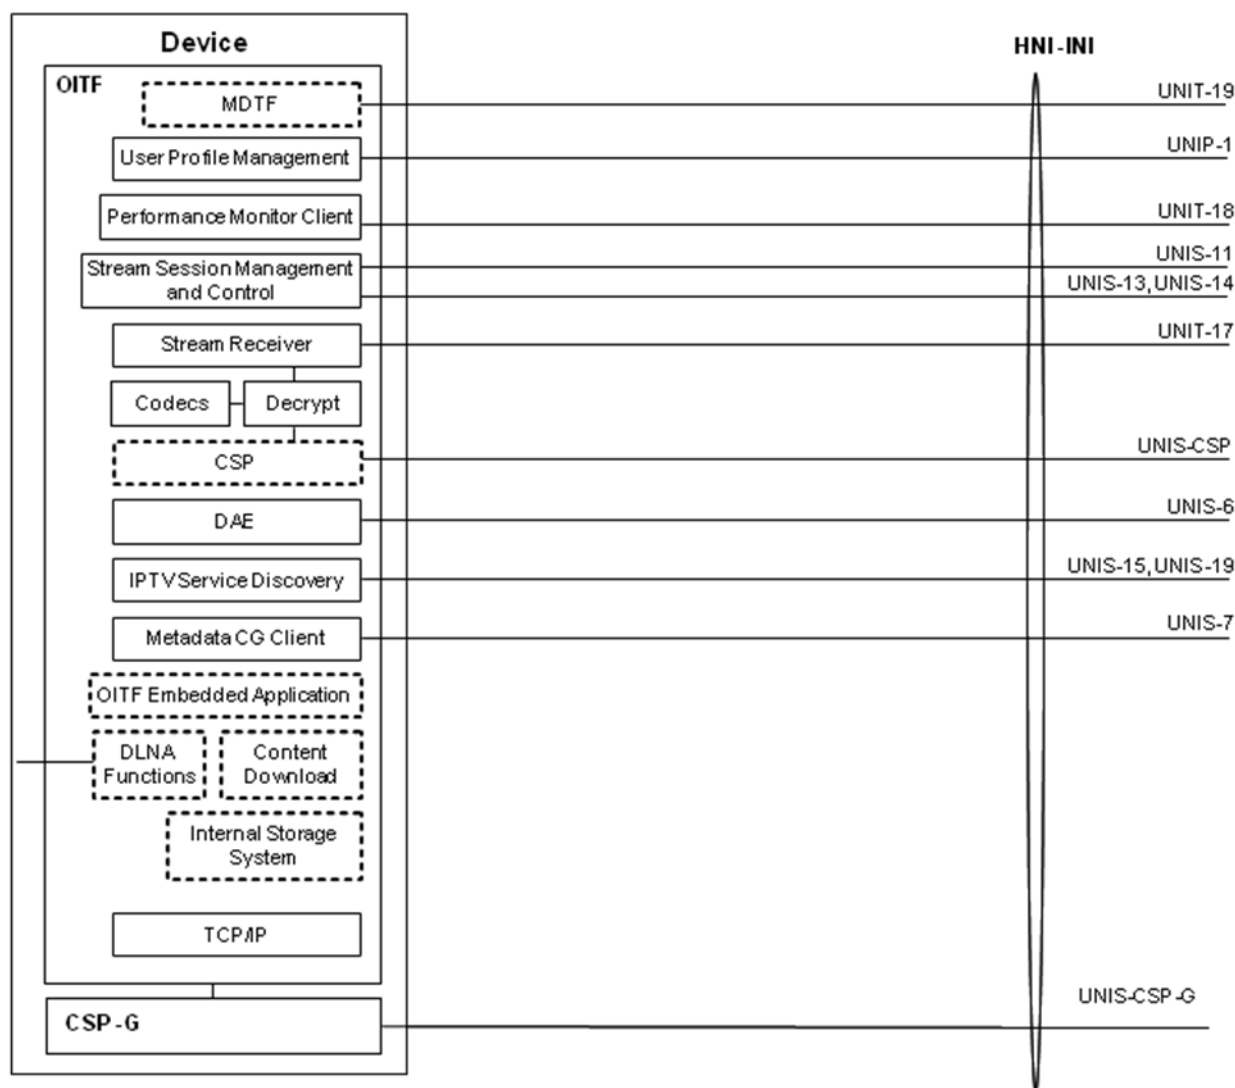 Device
HNI-INI
OITF
MDTF
UNIT-19
User Profile Management
UNIP-1
Performance Monitor Client
UNIT-18
Stream Session Management
and Control
UNIS-11
UNIS-13,UNIS-14
Stream Receiver
UNIT-17
Codecs
Decrypt
CSP
UNIS-CSP
DAE
UNIS-6
IPTV Service Discovery
UNIS-15,UNIS-19
Metadata CG Client
UNIS-7
OITF Embedded Application
DLNA
Functions
Content
Download
Internal Storage
System
TCP/IP
CSP-G
UNIS-CSP-G